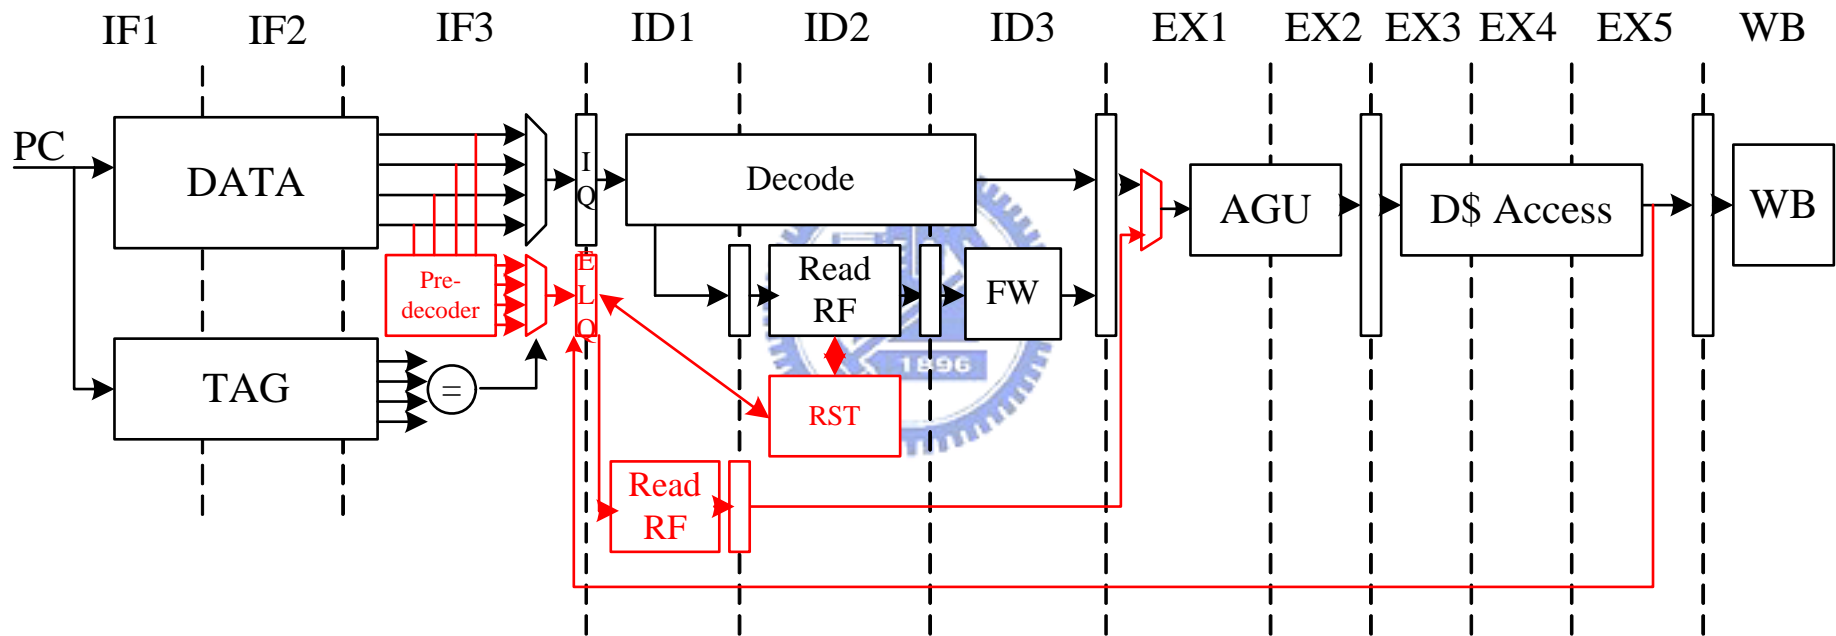 IF1 IF2 IF3 ID1 ID2 ID3 EX1 EX2 EX3 EX4 EX5 WB
PC
DATA
I
Q
Decode
AGU
D$ Access
WB
Pre-
decoder
E
L
Q
Read
RF
FW
TAG
=
1896
RST
Read
RF